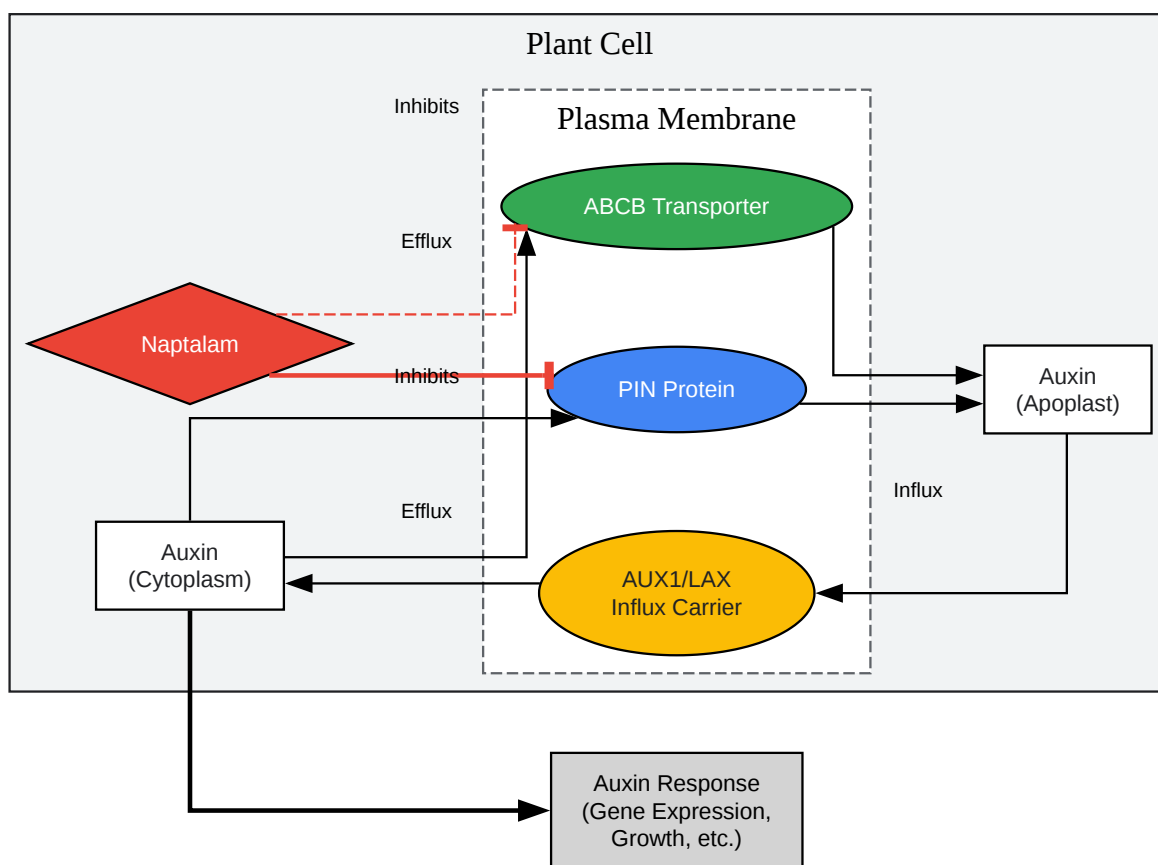 Plant Cell
Inhibits
Plasma Membrane
ABCB Transporter
Efflux
Naptalam
Inhibits
PIN Protein
Auxin
(Apoplast)
Influx
Efflux
Auxin
(Cytoplasm)
AUX1/LAX
Influx Carrier
Auxin Response
(Gene Expression,
Growth, etc.)